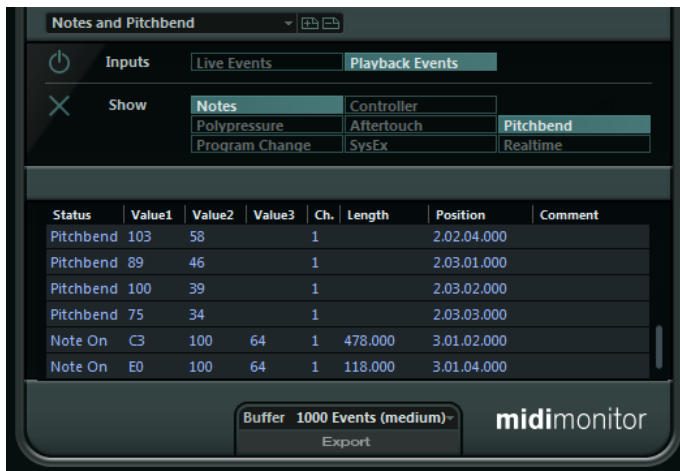 Notes and Pitchbend
Inputs Live Events Playback Events
Show Notes Controller
Polypressure Aftertouch Pitchbend
Program Change SysEx Realtime
Status Value1 Value2 Value3 Ch. Length Position Comment
Pitchbend 103 58 1 2.02.04.000
Pitchbend 89 46 1 2.03.01.000
Pitchbend 100 39 1 2.03.02.000
Pitchbend 75 34 1 2.03.03.000
Note On C3 100 64 1 478.000 3.01.02.000
Note On E0 100 64 1 118.000 3.01.04.000
Buffer 1000 Events (medium)
Export
midimonitor